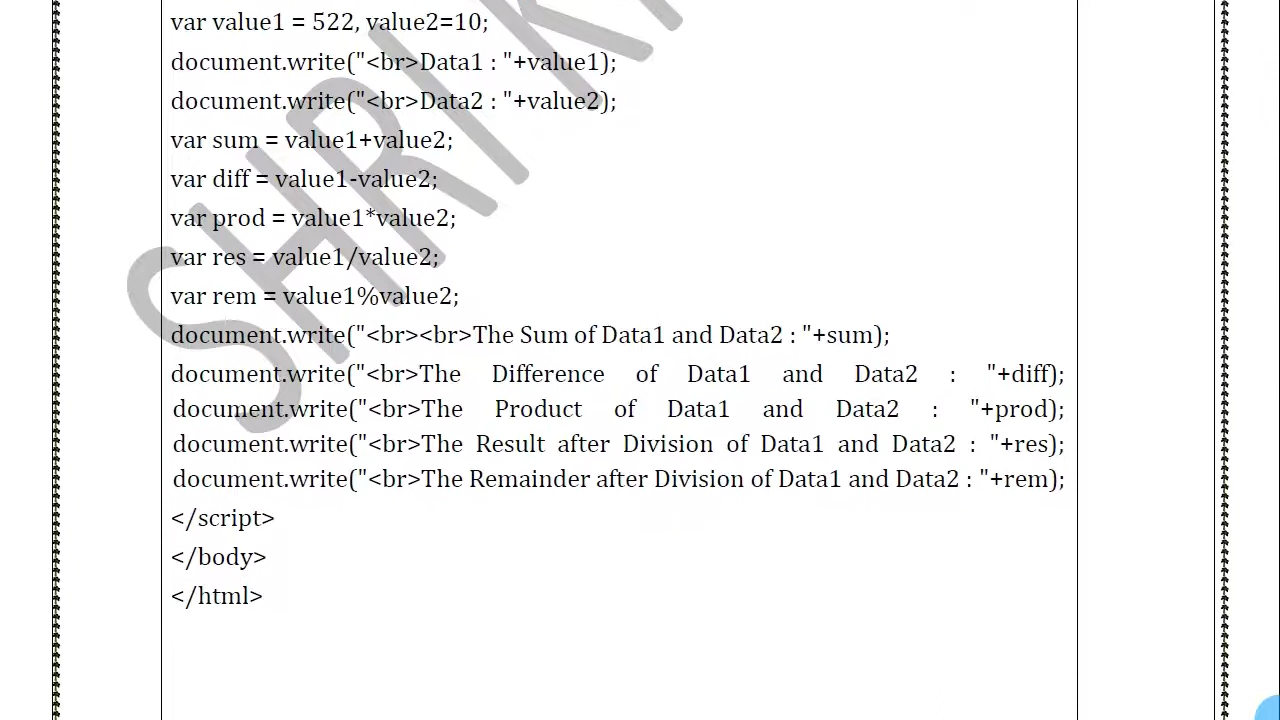 var value1 = 522, value2=10;
document.write("<br>Data1 : "+value1);
document.write("<br>Data2 : "+value2);
var sum = value1+value2;
var diff = value1-value2;
var prod = value1*value2;
var res = value1/value2;
var rem = value1%value2;
document.write("<br><br>The Sum of Data1 and Data2 : "+sum);
document.write("<br>The Difference of Data1 and Data2 : "+diff);
document.write("<br>The Product of Data1 and Data2 : "+prod);
document.write("<br>The Result after Division of Data1 and Data2 : "+res);
document.write("<br>The Remainder after Division of Data1 and Data2 : "+rem);
</script>
</body>
</html>
SHRI